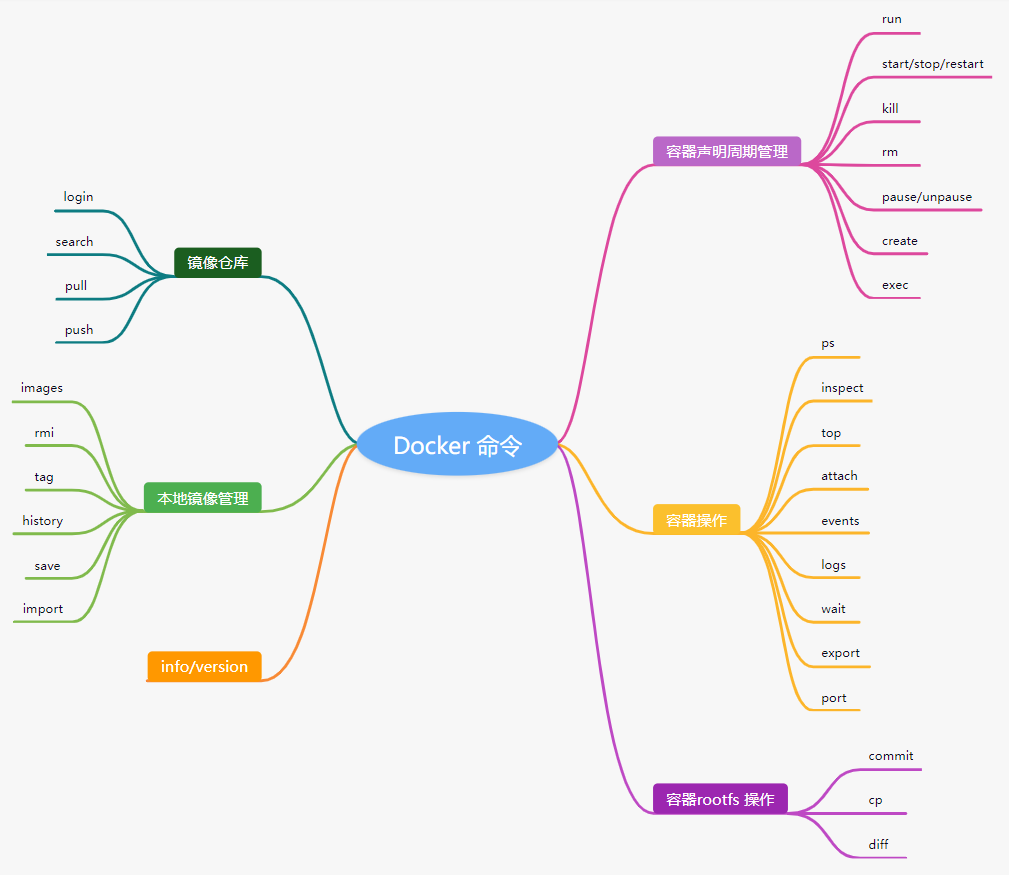 Docker 命令
容器声明周期管理
run
start/stop/restart
kill
rm
pause/unpause
create
exec
容器操作
ps
inspect
top
attach
events
logs
wait
export
port
容器rootfs 操作
commit
cp
diff
镜像仓库
login
search
pull
push
本地镜像管理
images
rmi
tag
history
save
import
info/version